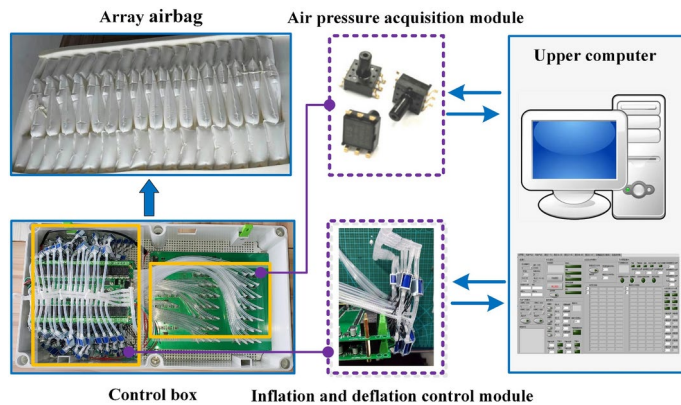 Array airbag
Air pressure acquisition module
Upper computer
Control box
Inflation and deflation control module